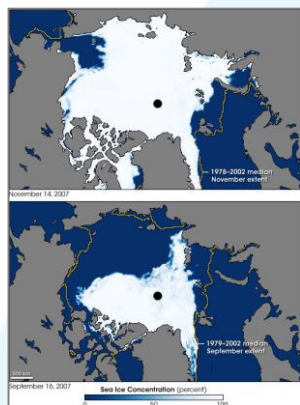 1978–2002 median
November extent
November 14, 2007
1979–2002 median
September extent
September 16, 2007
Sea Ice Concentration (percent)
0 50 100